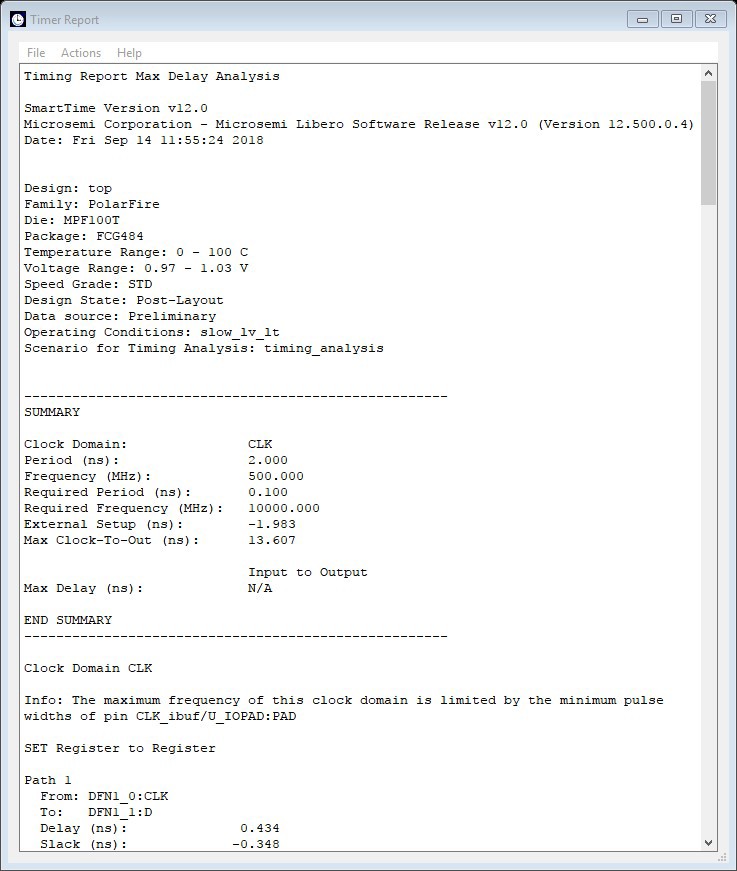 Timer Report
File Actions Help
Timing Report Max Delay Analysis
SmartTime Version v12.0
Microsemi Corporation - Microsemi Libero Software Release v12.0 (Version 12.500.0.4)
Date: Fri Sep 14 11:55:24 2018
Design: top
Family: PolarFire
Die: MPF100T
Package: FCG484
Temperature Range: 0 - 100 C
Voltage Range: 0.97 - 1.03 V
Speed Grade: STD
Design State: Post-Layout
Data source: Preliminary
Operating Conditions: slow_lv_lt
Scenario for Timing Analysis: timing_analysis
-----------------------------------------------------
SUMMARY
Clock Domain: CLK
Period (ns): 2.000
Frequency (MHz): 500.000
Required Period (ns): 0.100
Required Frequency (MHz): 10000.000
External Setup (ns): -1.983
Max Clock-To-Out (ns): 13.607
Input to Output
Max Delay (ns): N/A
END SUMMARY
-----------------------------------------------------
Clock Domain CLK
Info: The maximum frequency of this clock domain is limited by the minimum pulse
widths of pin CLK_ibuf/U_IOPAD:PAD
SET Register to Register
Path 1
From: DFN1_0:CLK
To: DFN1_1:D
Delay (ns): 0.434
Slack (ns): -0.348